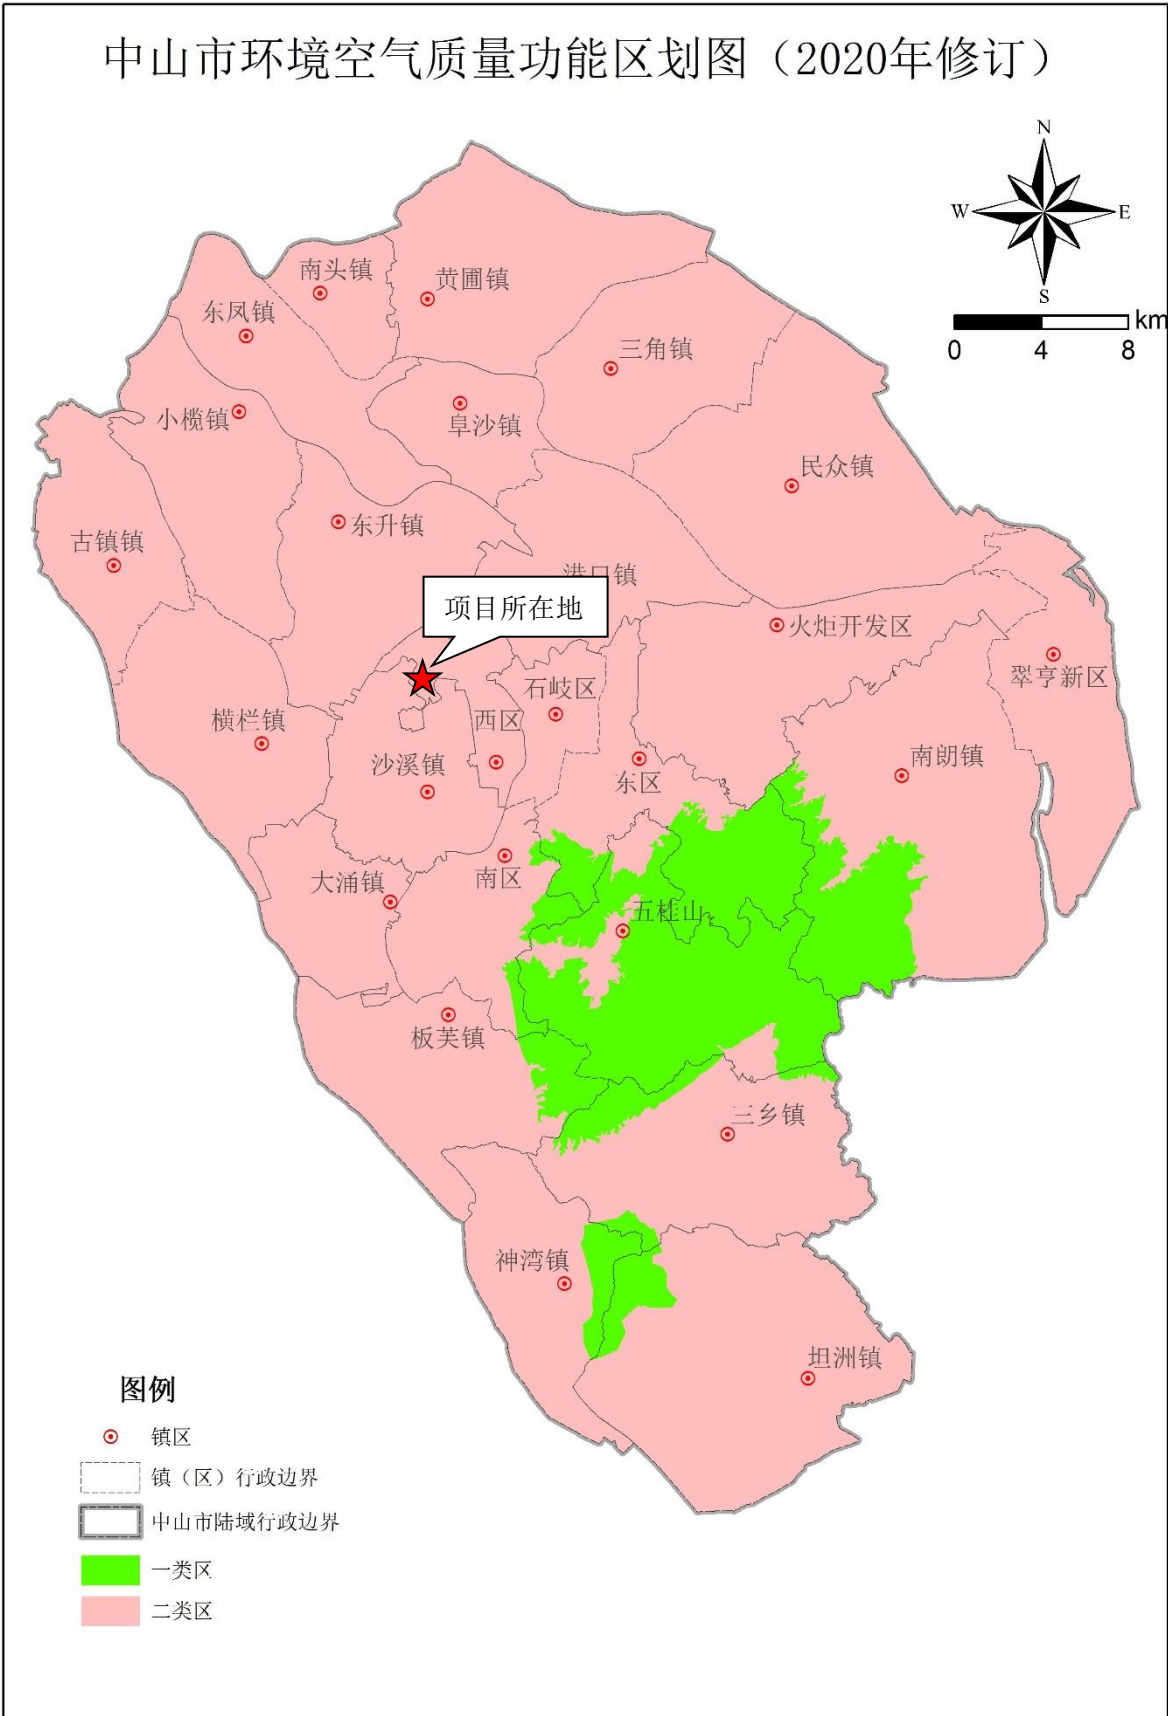 中山市环境空气质量功能区划图（2020年修订）
N
W
E
S
km
0
4
8
南头镇
黄圃镇
东凤镇
三角镇
小榄镇
阜沙镇
民众镇
东升镇
古镇镇
港口镇
项目所在地
火炬开发区
翠亨新区
石岐区
横栏镇
西区
南朗镇
沙溪镇
东区
南区
大涌镇
五桂山
板芙镇
三乡镇
神湾镇
坦洲镇
图例
镇区
镇（区）行政边界
中山市陆域行政边界
一类区
二类区